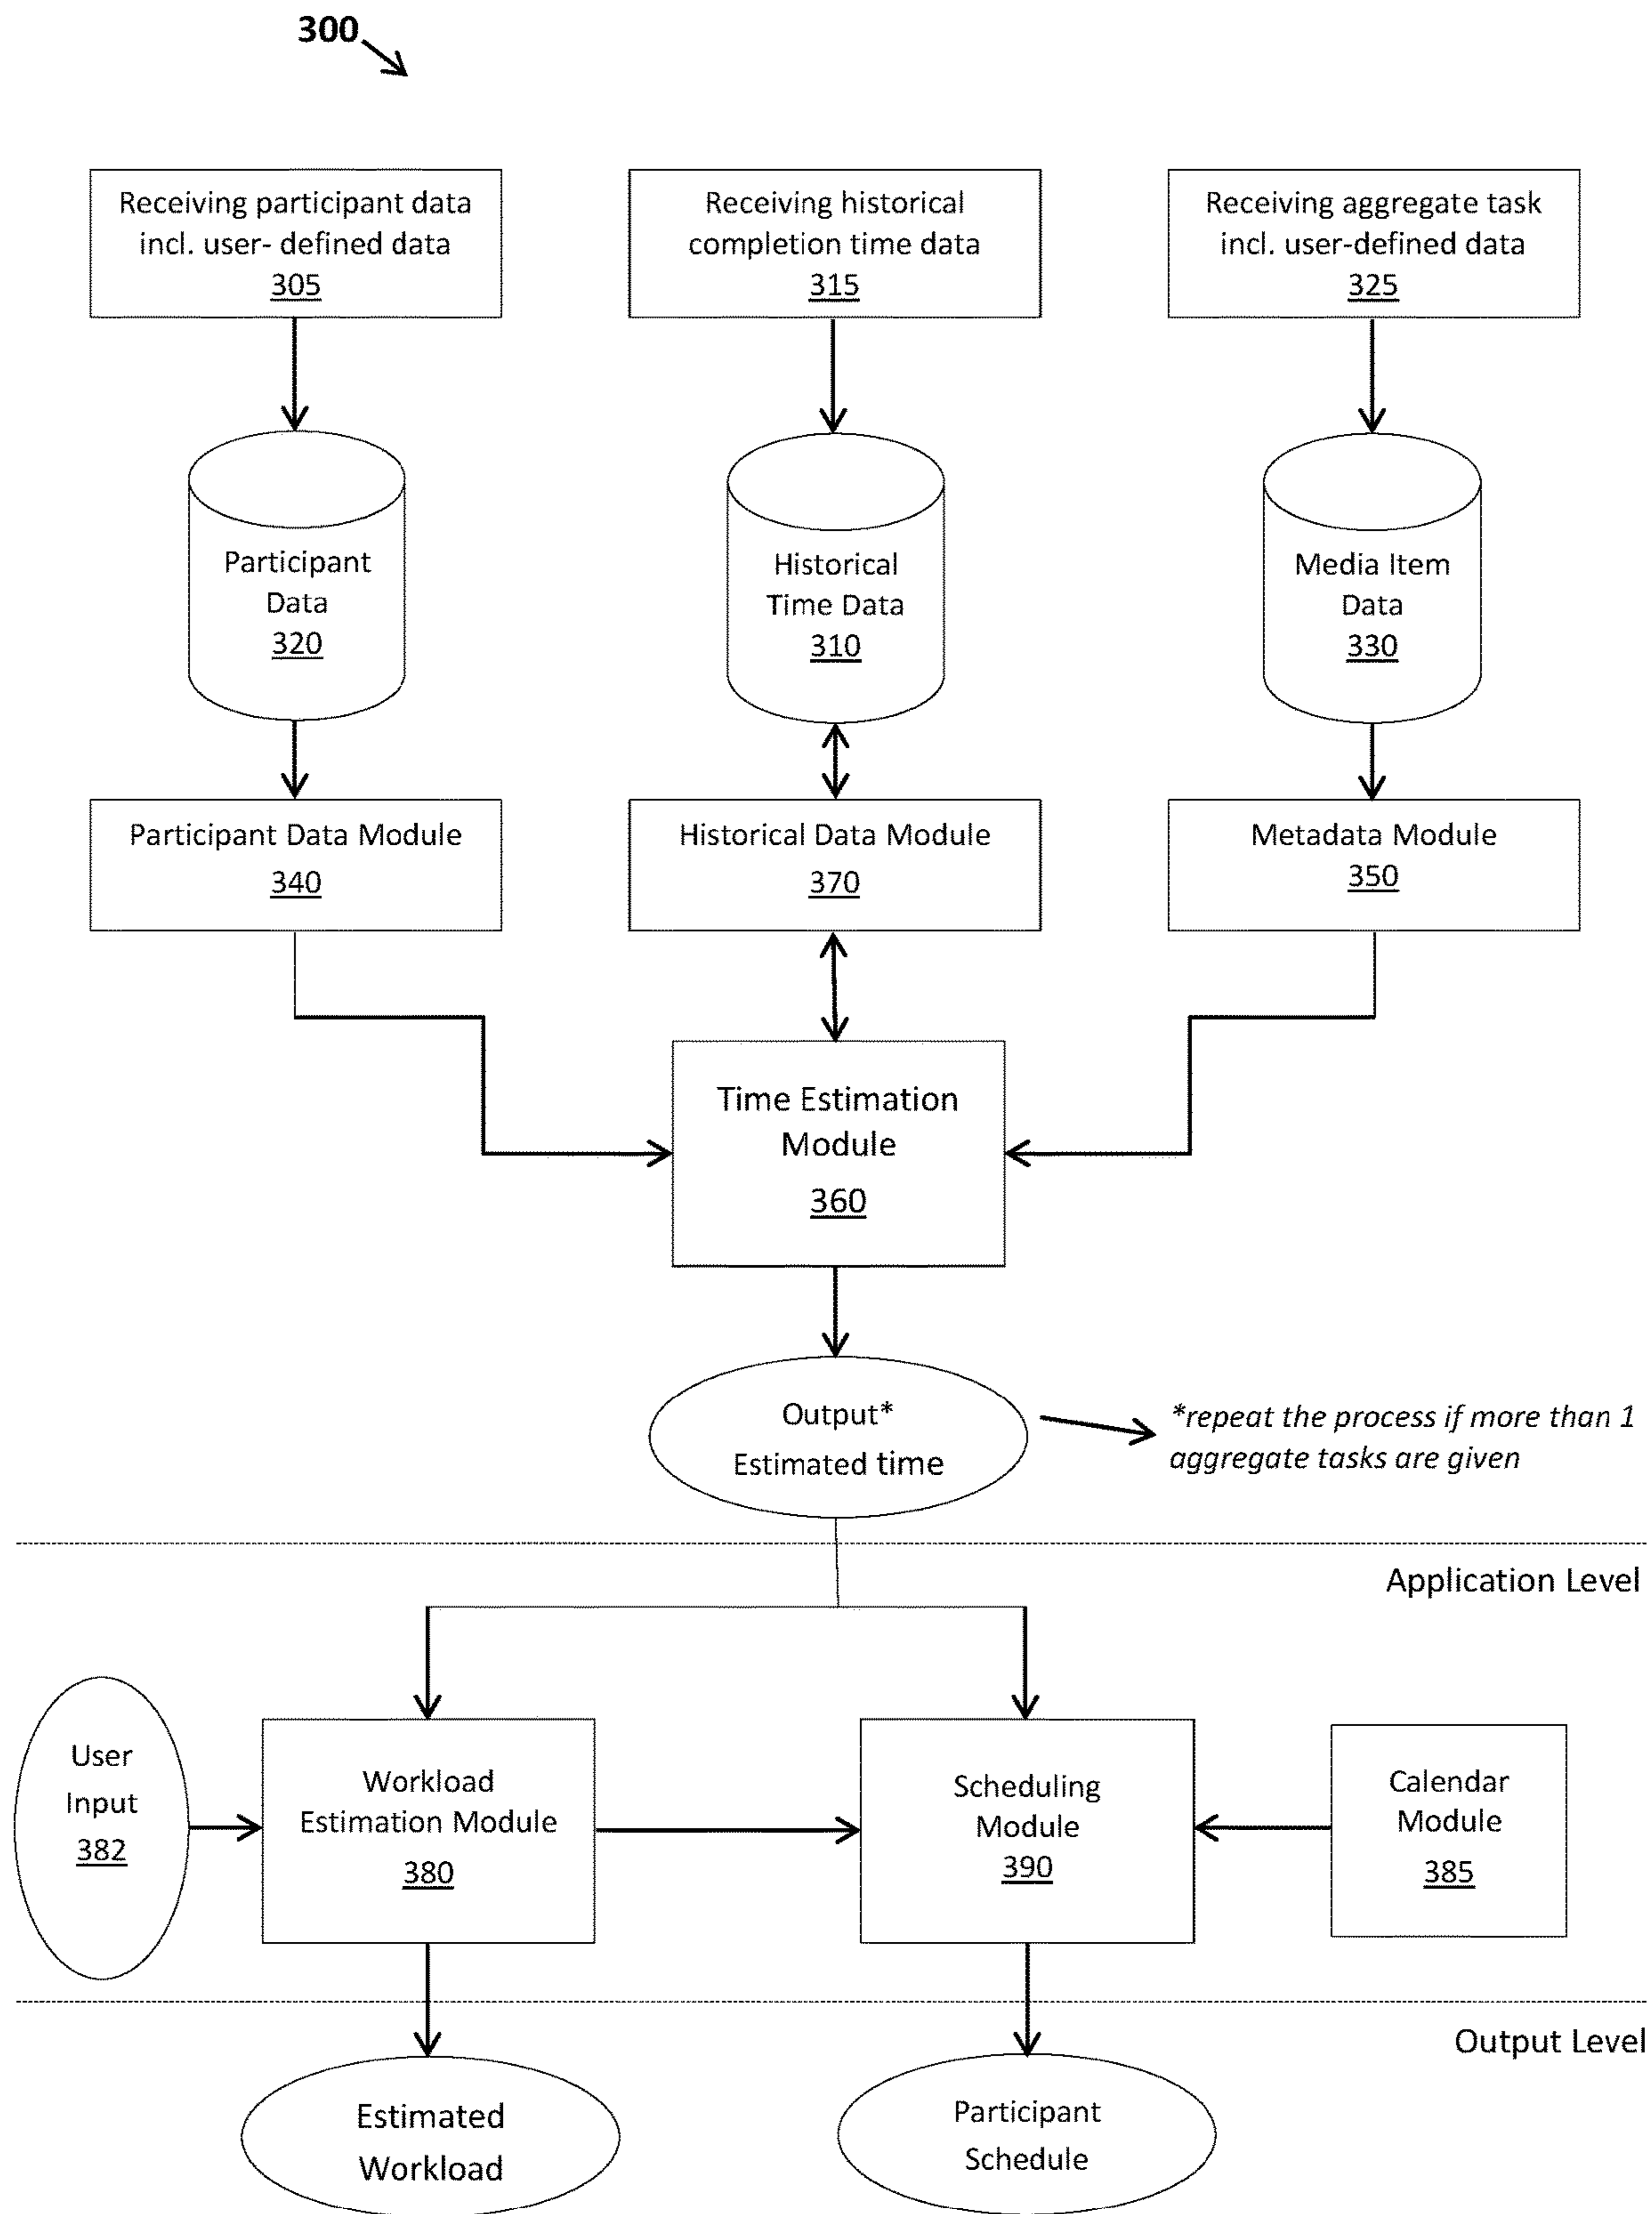 300
Receiving participant data
incl. user- defined data
305
Receiving historical
completion time data
315
Receiving aggregate task
incl. user-defined data
325
Participant
Data
320
Historical
Time Data
310
Media Item
Data
330
Participant Data Module
340
Historical Data Module
370
Metadata Module
350
Time Estimation
Module
360
Output*
Estimated time
*repeat the process if more than 1
aggregate tasks are given
Application Level
User
Input
382
Workload
Estimation Module
380
Scheduling
Module
390
Calendar
Module
385
Output Level
Estimated
Workload
Participant
Schedule